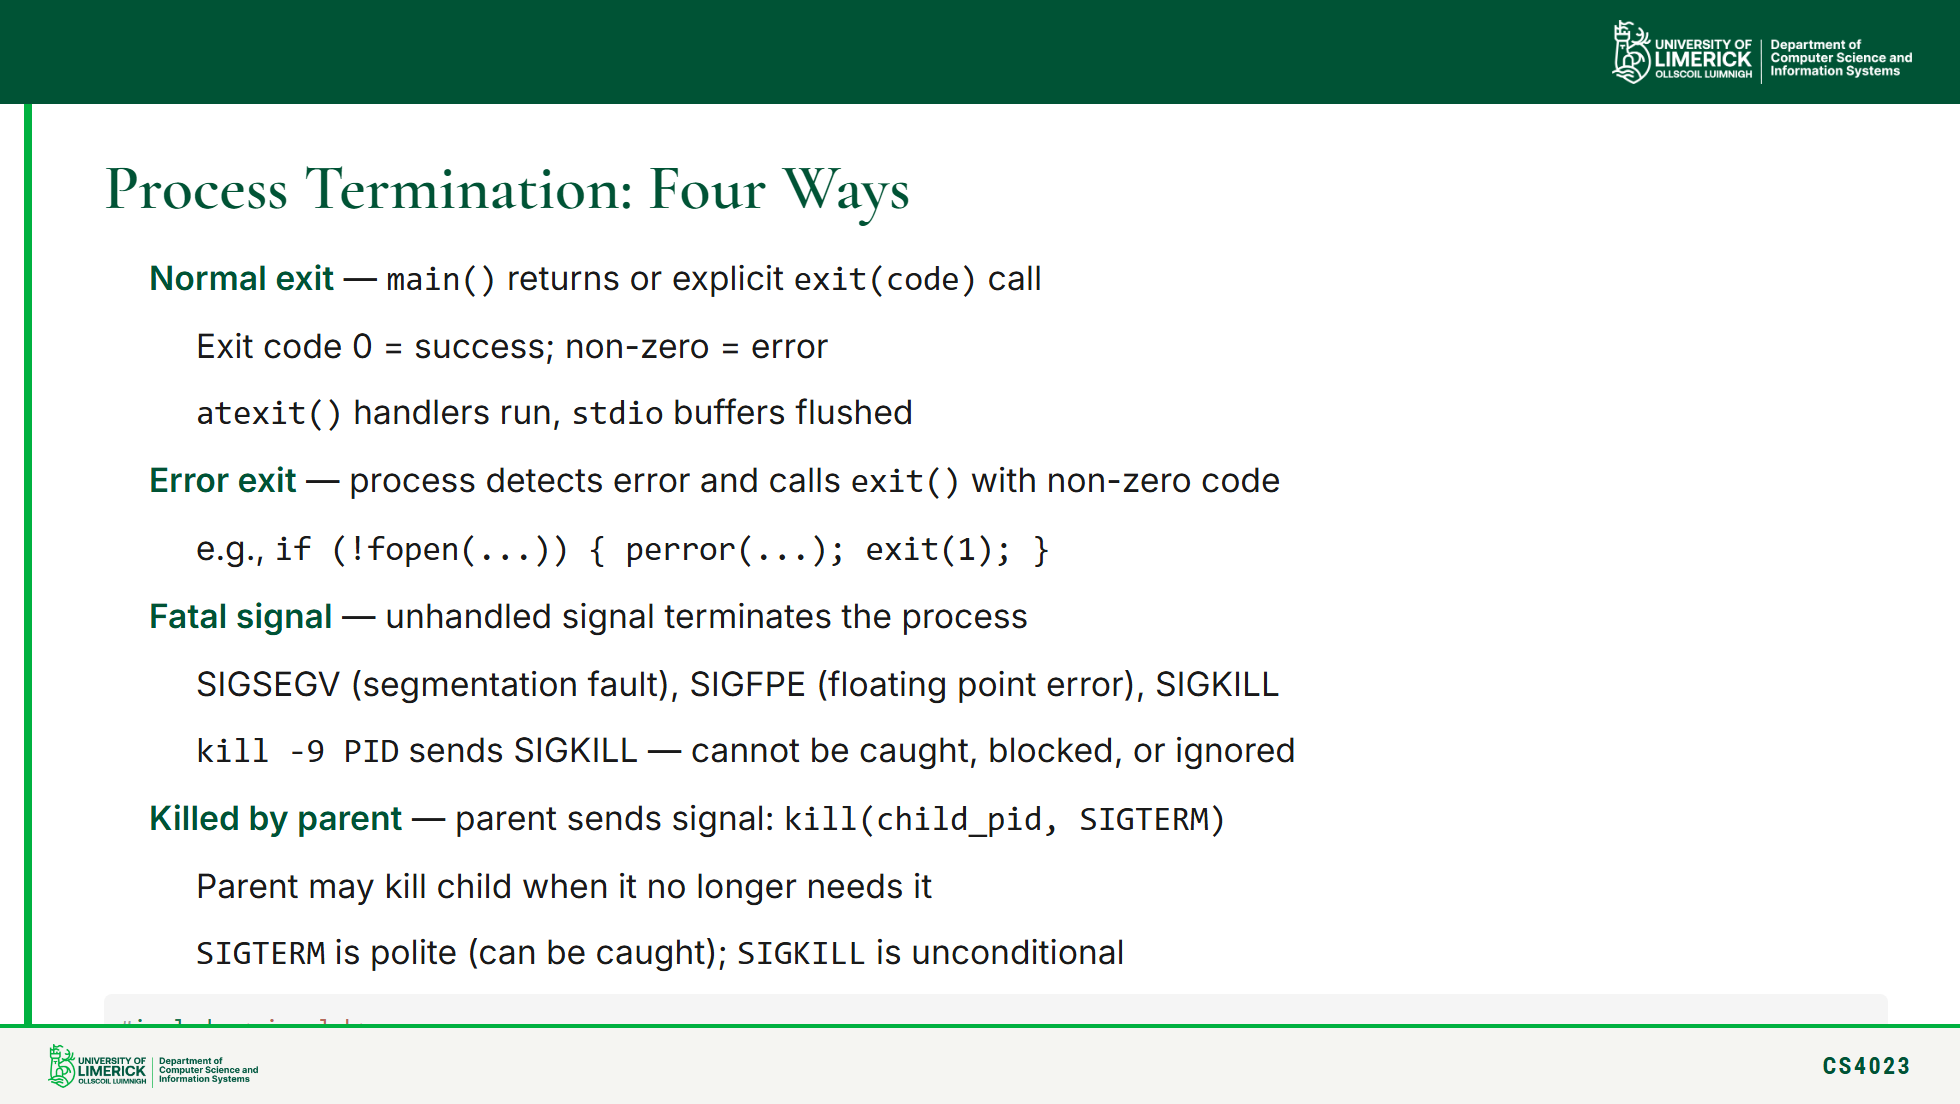 UNIVERSITY OF
LIMERICK
OLLSCOIL LUIMNIGH
Department of
Computer Science and
Information Systems
Process Termination: Four Ways
Normal exit — main() returns or explicit exit(code) call
Exit code 0 = success; non-zero = error
atexit() handlers run, stdio buffers flushed
Error exit — process detects error and calls exit() with non-zero code
e.g., if (!fopen(...)) { perror(...); exit(1); }
Fatal signal — unhandled signal terminates the process
SIGSEGV (segmentation fault), SIGFPE (floating point error), SIGKILL
kill -9 PID sends SIGKILL — cannot be caught, blocked, or ignored
Killed by parent — parent sends signal: kill(child_pid, SIGTERM)
Parent may kill child when it no longer needs it
SIGTERM is polite (can be caught); SIGKILL is unconditional
UNIVERSITY OF
LIMERICK
OLLSCOIL LUIMNIGH
Department of
Computer Science and
Information Systems
CS4023